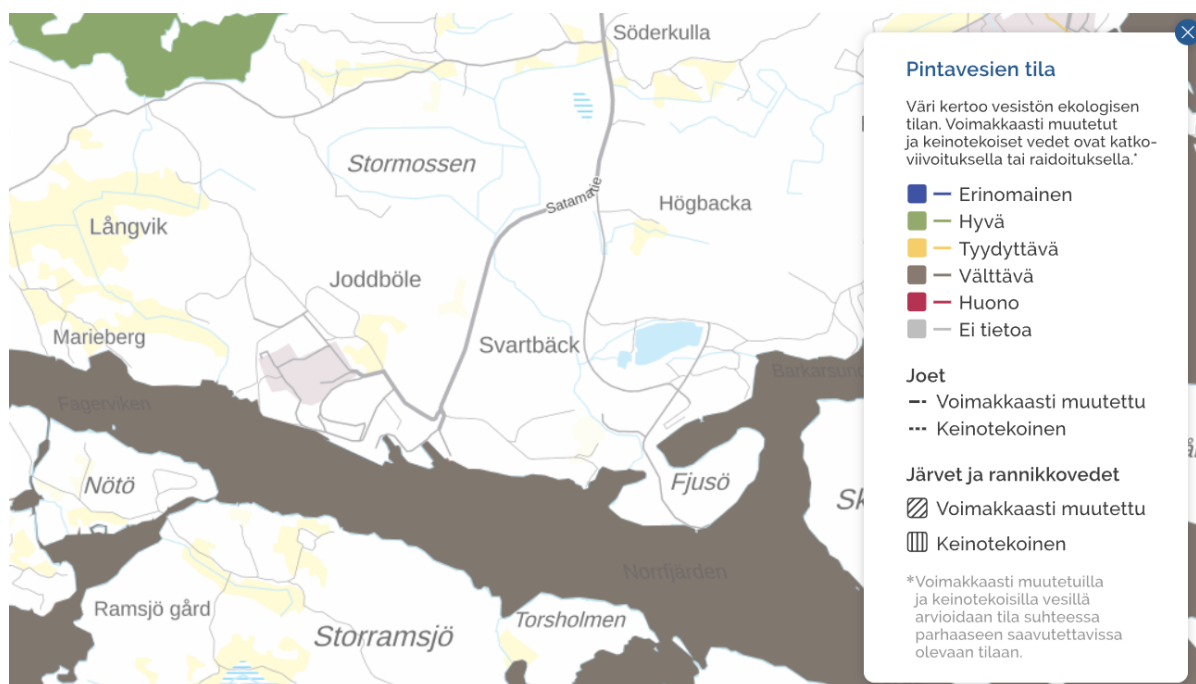 Söderkulla
Stormossen
Satamatie
Högbacka
Långvik
Joddböle
Marieberg
Svartbäck
Barkarsund
Fagerviken
Nötö
Fjusö
Norrfjärden
Ramsjö gård
Storramsjö
Torsholmen
Pintavesien tila
Väri kertoo vesistön ekologisen
tilan. Voimakkaasti muutetut
ja keinotekoiset vedet ovat katko-
viivoituksella tai raidoituksella.*
Erinomainen
Hyvä
Tyydyttävä
Välttävä
Huono
Ei tietoa
Joet
Voimakkaasti muutettu
Keinotekoinen
Järvet ja rannikkovedet
Voimakkaasti muutettu
Keinotekoinen
*Voimakkaasti muutetuilla
ja keinotekoisilla vesillä
arvioidaan tila suhteessa
parhaaseen saavutettavissa
olevaan tilaan.